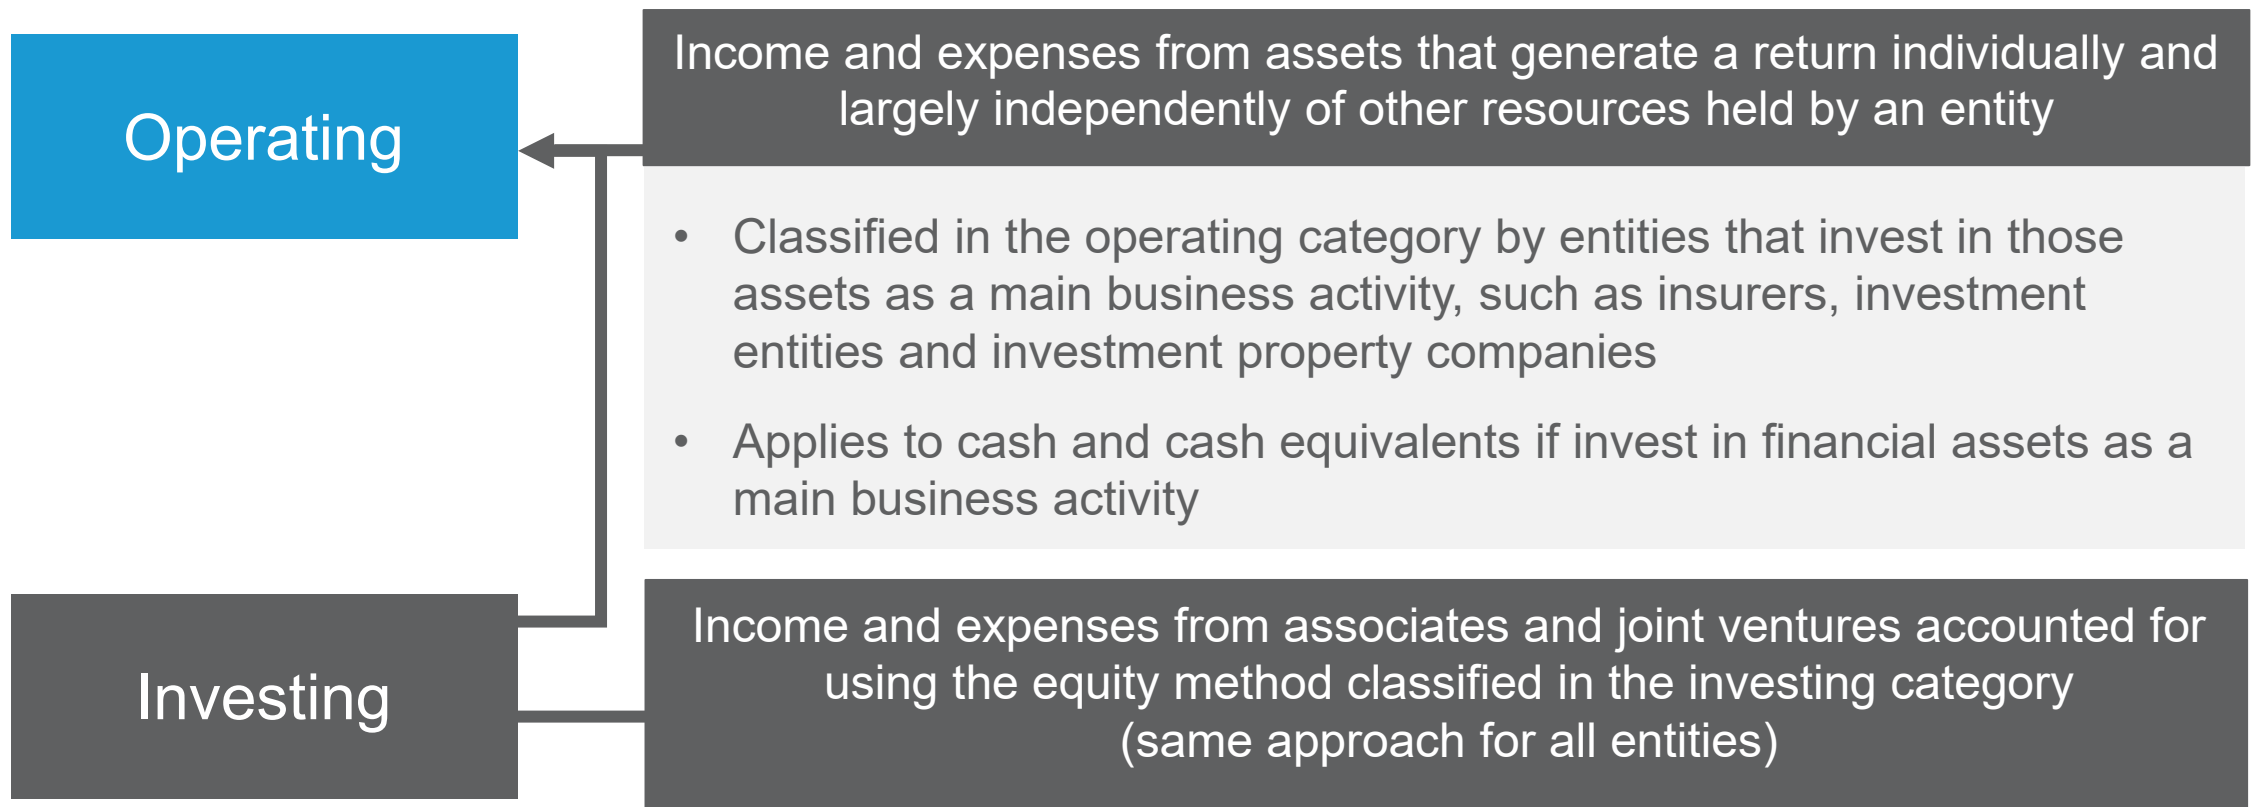 Operating
Income and expenses from assets that generate a return individually and
largely independently of other resources held by an entity
• Classified in the operating category by entities that invest in those
assets as a main business activity, such as insurers, investment
entities and investment property companies
• Applies to cash and cash equivalents if invest in financial assets as a
main business activity
Investing
Income and expenses from associates and joint ventures accounted for
using the equity method classified in the investing category
(same approach for all entities)